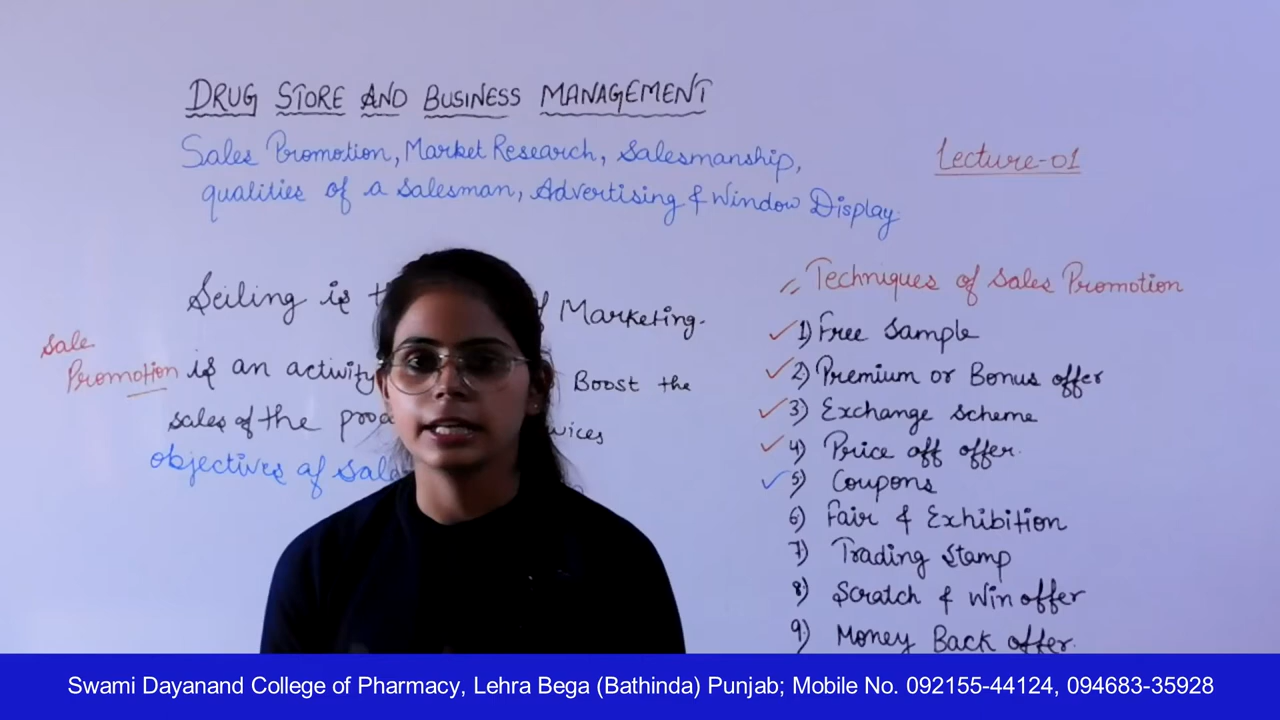 DRUG STORE AND BUSINESS MANAGEMENT
Sales Promotion, Market Research, Salesmanship,
qualities of a Salesman, Advertising & Window Display
Lecture-01
Selling is Marketing.
Sale
Promotion is an activity Boost the
sales of the
objectives of
Techniques of Sales Promotion
1) Free Sample
2) Premium or Bonus offer
3) Exchange Scheme
4) Price off offer.
5) Coupons
6) Fair & Exhibition
7) Trading Stamp
8) Scratch & Win offer
9) Money Back offer.
Swami Dayanand College of Pharmacy, Lehra Bega (Bathinda) Punjab; Mobile No. 092155-44124, 094683-35928